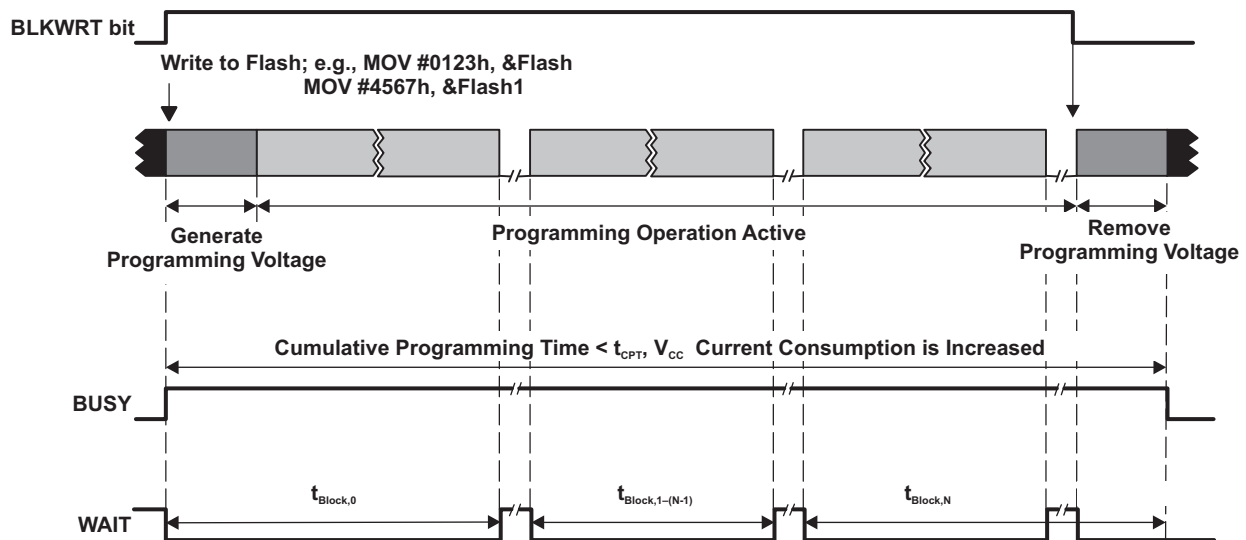 BLKWRT bit
Write to Flash; e.g., MOV #0123h, &Flash
MOV #4567h, &Flash1
Generate
Programming Voltage
Programming Operation Active
Remove
Programming Voltage
Cumulative Programming Time < tCPT, VCC Current Consumption is Increased
BUSY
tBlock,0
tBlock,1–(N-1)
tBlock,N
WAIT